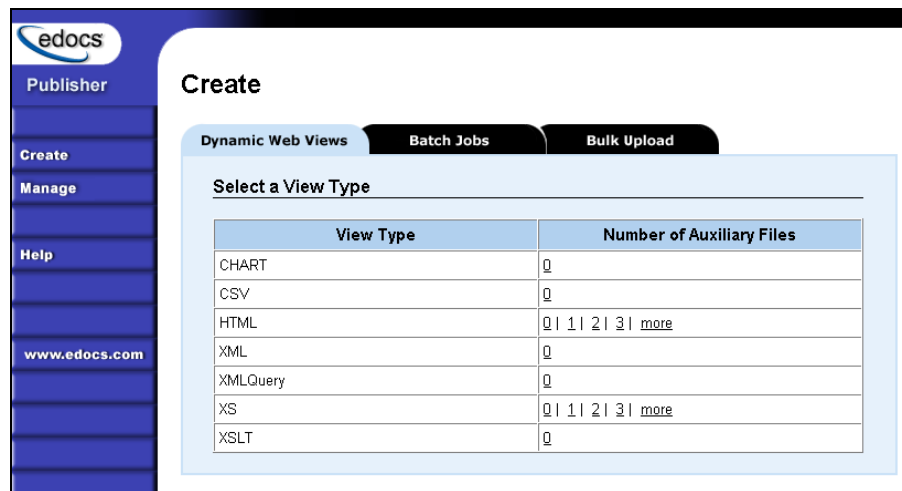 edocs
Publisher
Create
Manage
Help
www.edocs.com
Create
Dynamic Web Views Batch Jobs Bulk Upload
Select a View Type
View Type Number of Auxiliary Files
CHART 0
CSV 0
HTML 0 | 1 | 2 | 3 | more
XML 0
XMLQuery 0
XS 0 | 1 | 2 | 3 | more
XSLT 0